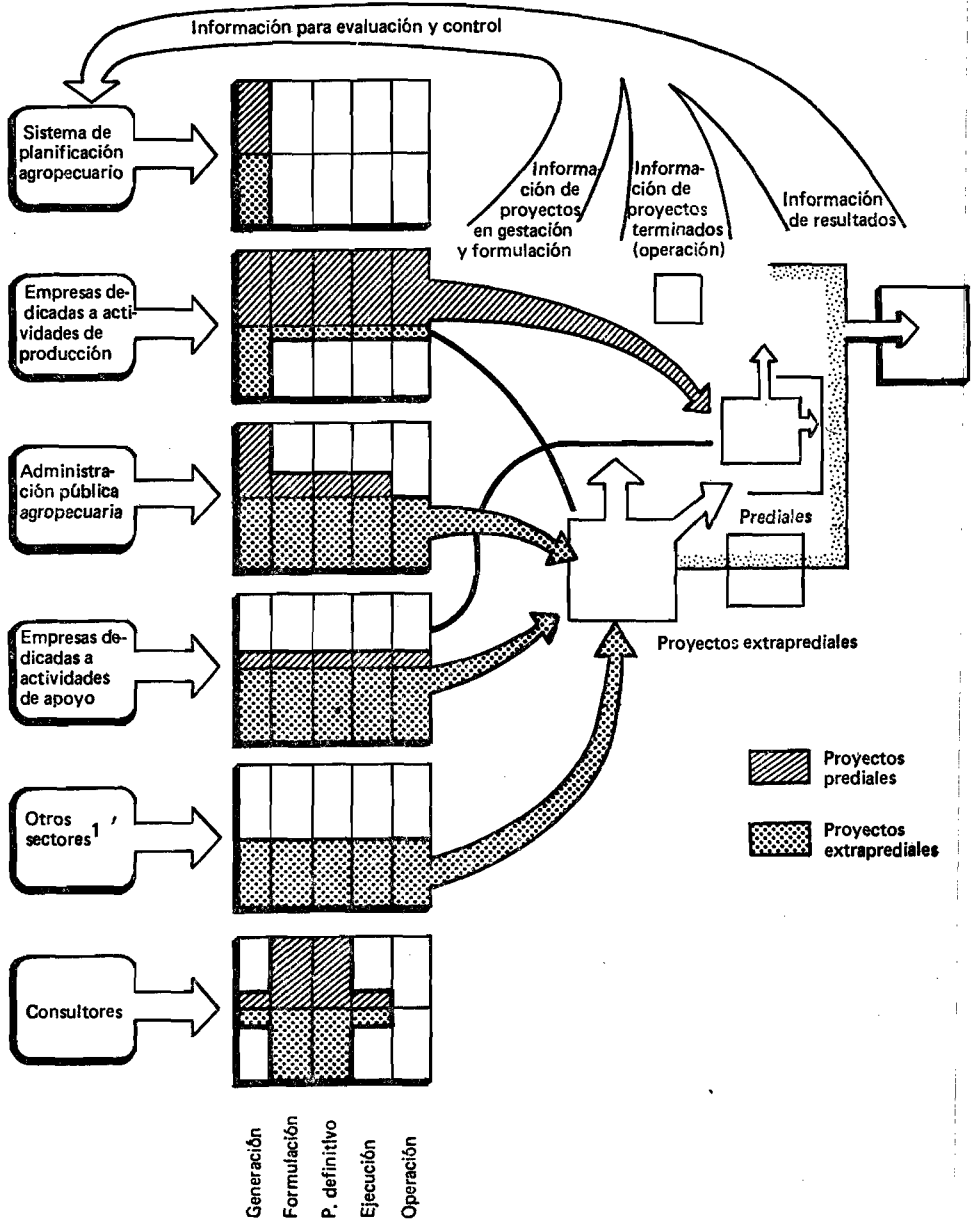 Información para evaluación y control
Sistema de
planificación
agropecuario
Informa-
ción de
proyectos
en gestación
y formulación
Informa-
ción de
proyectos
terminados
(operación)
Información
de resultados
Empresas de-
dicadas a acti-
vidades de
producción
Administra-
ción pública
agropecuaria
Prediales
Empresas de-
dicadas a
actividades
de apoyo
Proyectos extraprediales
Proyectos
prediales
Otros
sectores1 ′
Proyectos
extraprediales
Consultores
Generación
Formulación
P. definitivo
Ejecución
Operación